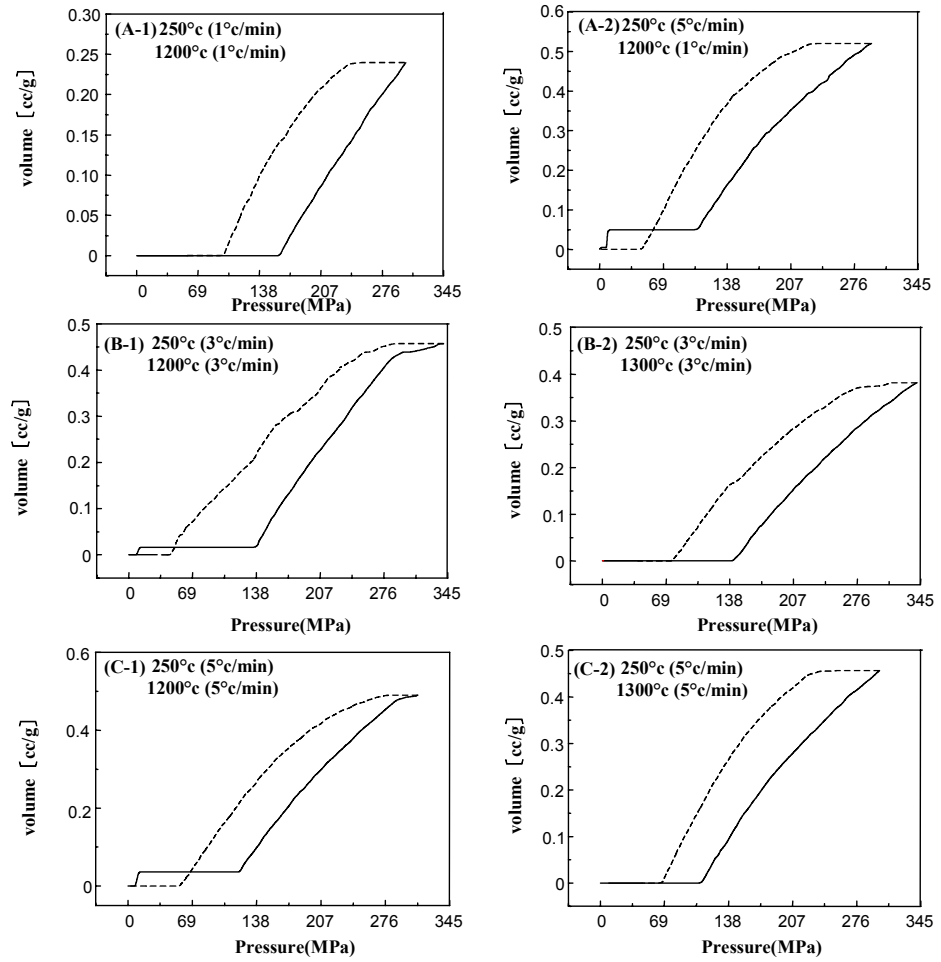 (A-1) 250°c (1°c/min)
1200°c (1°c/min)
0.30
0.25
0.20
0.15
0.10
0.05
0
volume [cc/g]
0 69 138 207 276 345
Pressure(MPa)
(A-2) 250°c (5°c/min)
1200°c (1°c/min)
0.6
0.5
0.4
0.3
0.2
0.1
0
volume [cc/g]
0 69 138 207 276 345
Pressure(MPa)
(B-1) 250°c (3°c/min)
1200°c (3°c/min)
0.5
0.4
0.3
0.2
0.1
0
volume [cc/g]
0 69 138 207 276 345
Pressure(MPa)
(B-2) 250°c (3°c/min)
1300°c (3°c/min)
0.5
0.4
0.3
0.2
0.1
0
volume [cc/g]
0 69 138 207 276 345
Pressure(MPa)
(C-1) 250°c (5°c/min)
1200°c (5°c/min)
0.6
0.4
0.2
0
volume [cc/g]
0 69 138 207 276 345
Pressure(MPa)
(C-2) 250°c (5°c/min)
1300°c (5°c/min)
0.5
0.4
0.3
0.2
0.1
0
volume [cc/g]
0 69 138 207 276 345
Pressure(MPa)